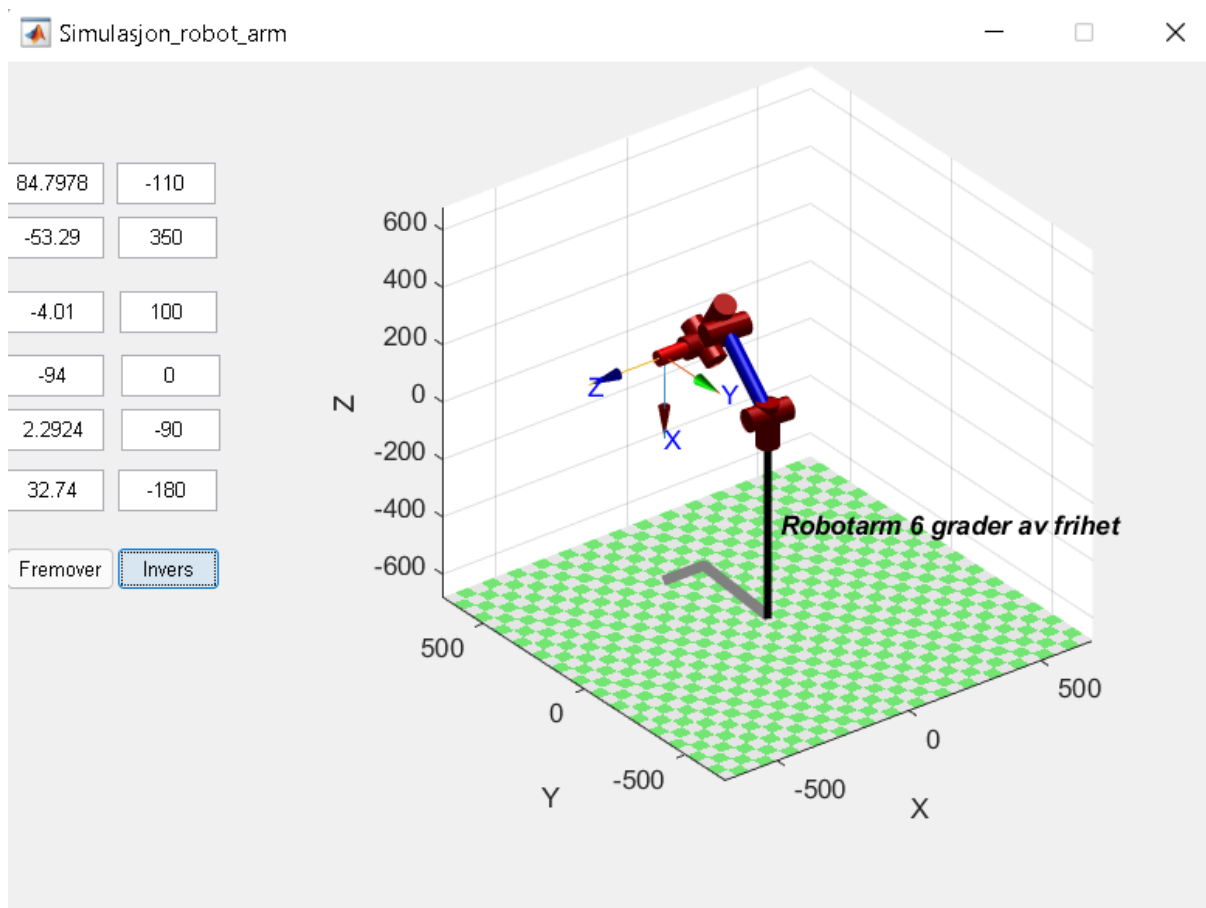 Simulasjon_robot_arm
84.7978 -110
-53.29 350
-4.01 100
-94 0
2.2924 -90
32.74 -180
Fremover Invers
600
400
200
0
-200
-400
-600
Z
Z
Y
X
Robotarm 6 grader av frihet
500
0
-500
Y
-500
0
500
X